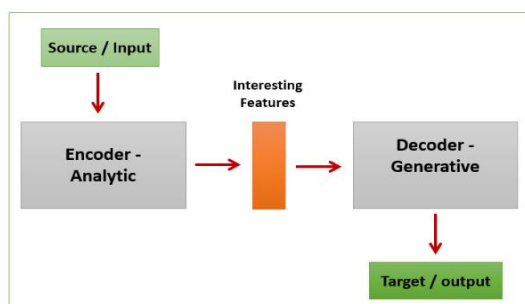 Source / Input
Interesting
Features
Encoder -
Analytic
Decoder -
Generative
Target / output